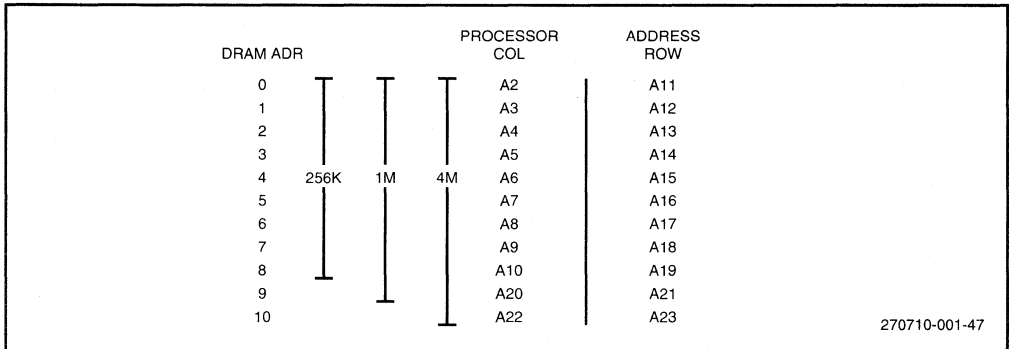 PROCESSOR ADDRESS
DRAM ADR COL ROW
0 A2 A11
1 A3 A12
2 A4 A13
3 A5 A14
4 256K 1M 4M A6 A15
5 A7 A16
6 A8 A17
7 A9 A18
8 A10 A19
9 A20 A21
10 A22 A23
270710-001-47